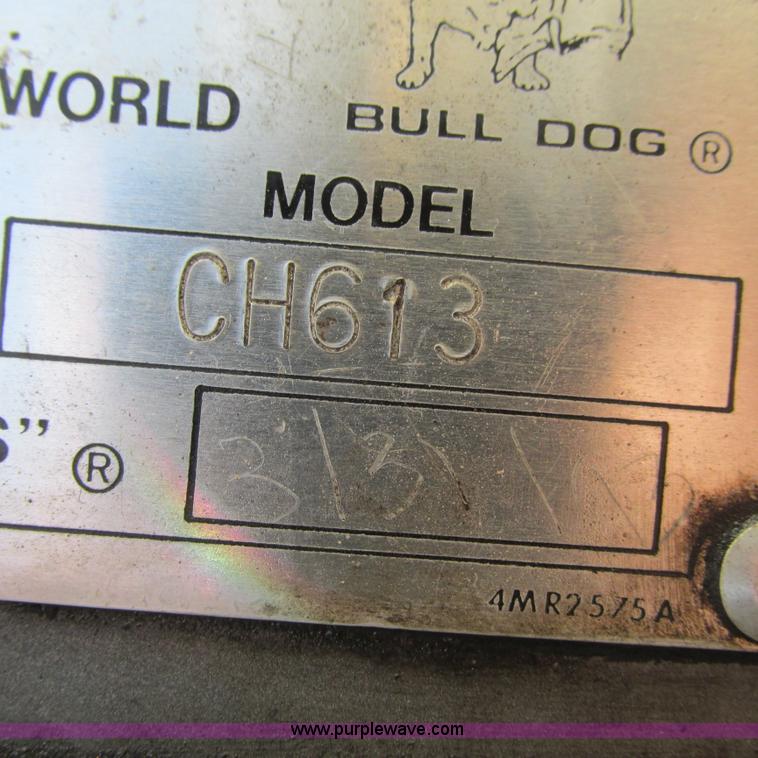 WORLD
BULL DOG ®
MODEL
CH613
S" ®
4MR2575A
www.purplewave.com